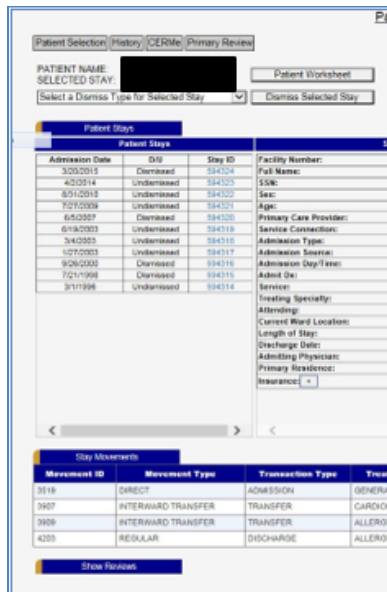 Pa
Patient Selection History CERMe Primary Review
PATIENT NAME:
SELECTED STAY:
Patient Worksheet
Select a Dismiss Type for Selected Stay Dismiss Selected Stay
Patient Stays
Patient Stays S
Admission Date D/U Stay ID
3/20/2015 Dismissed 594324
4/2/2014 Undismissed 594323
8/31/2010 Undismissed 594322
7/27/2009 Undismissed 594321
6/5/2007 Dismissed 594320
6/19/2003 Undismissed 594319
3/4/2003 Undismissed 594318
1/27/2003 Undismissed 594317
9/26/2000 Dismissed 594316
7/21/1998 Dismissed 594315
3/1/1996 Undismissed 594314
Facility Number:
Full Name:
SSN:
Sex:
Age:
Primary Care Provider:
Service Connection:
Admission Type:
Admission Source:
Admission Day/Time:
Admit Dx:
Service:
Treating Specialty:
Attending:
Current Ward Location:
Length of Stay:
Discharge Date:
Admitting Physician:
Primary Residence:
Insurance: +
Stay Movements
Movement ID Movement Type Transaction Type Trea
3519 DIRECT ADMISSION GENERA
3907 INTERWARD TRANSFER TRANSFER CARDIO
3909 INTERWARD TRANSFER TRANSFER ALLERG
4203 REGULAR DISCHARGE ALLERG
Show Reviews